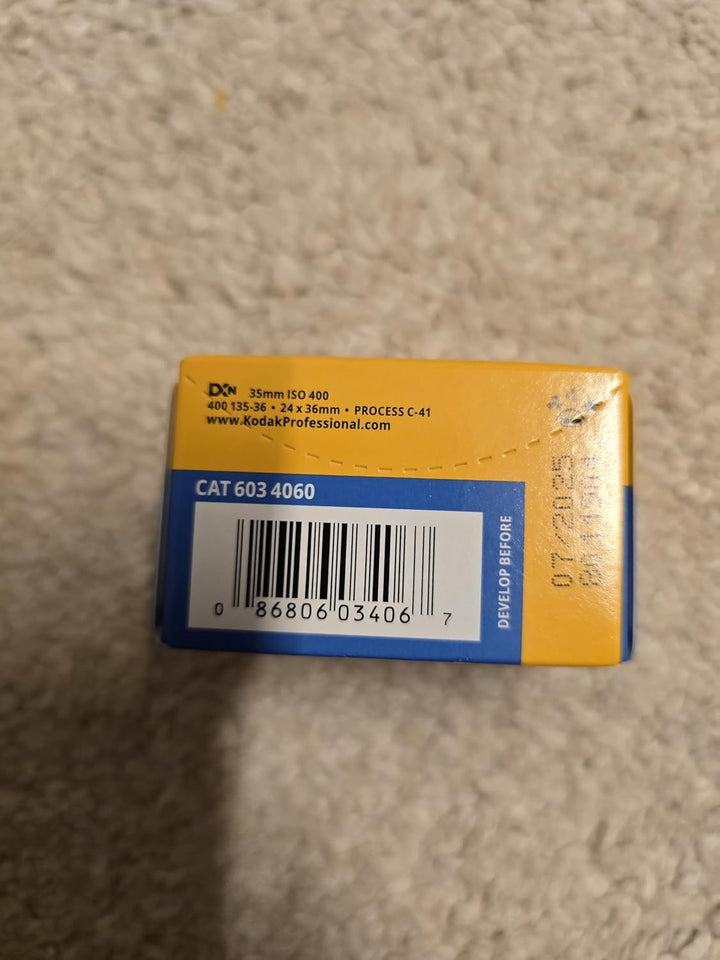 DXN 35mm ISO 400
400 135-36 • 24 x 36mm • PROCESS C-41
www.KodakProfessional.com
CAT 603 4060
0 86806 03406 7
DEVELOP BEFORE
07/2025